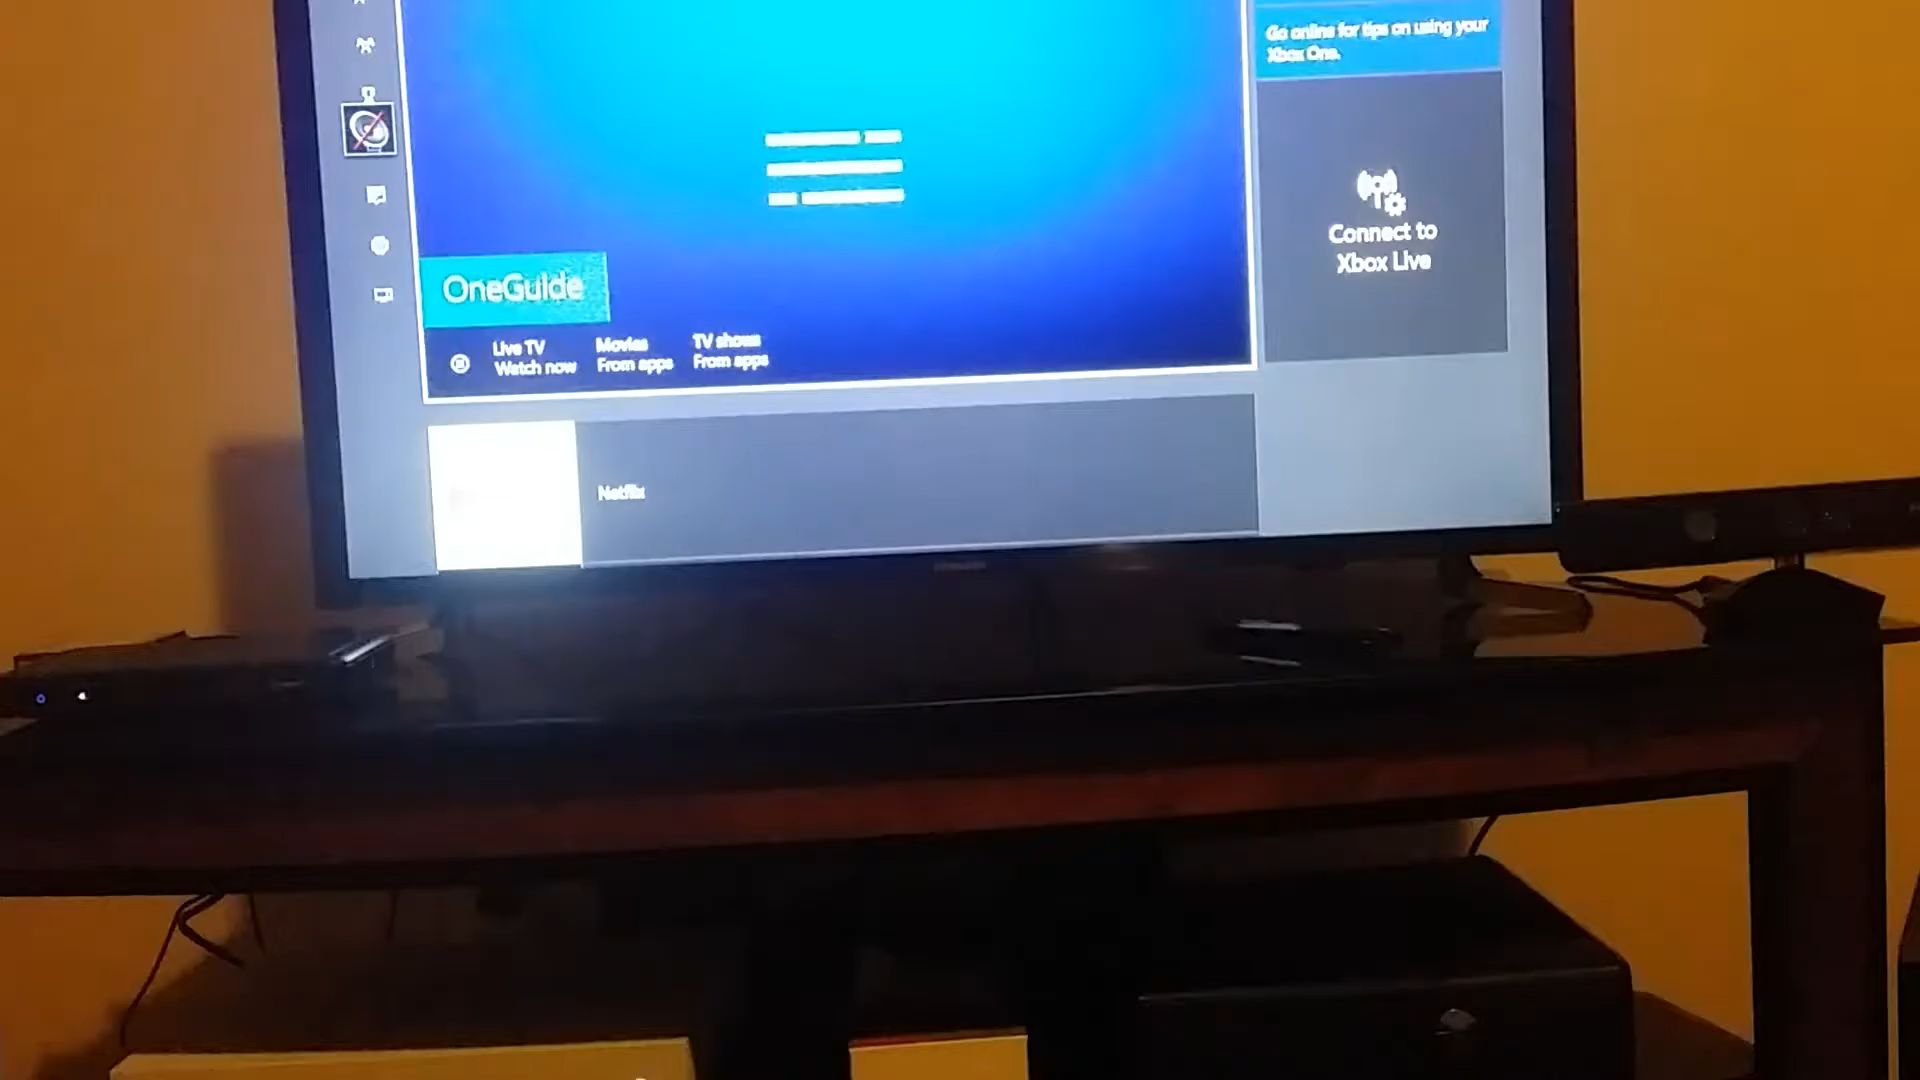 Go online for tips on using your
Xbox One.
Connect to
Xbox Live
OneGuide
Live TV
Watch now
Movies
From apps
TV shows
From apps
Netflix